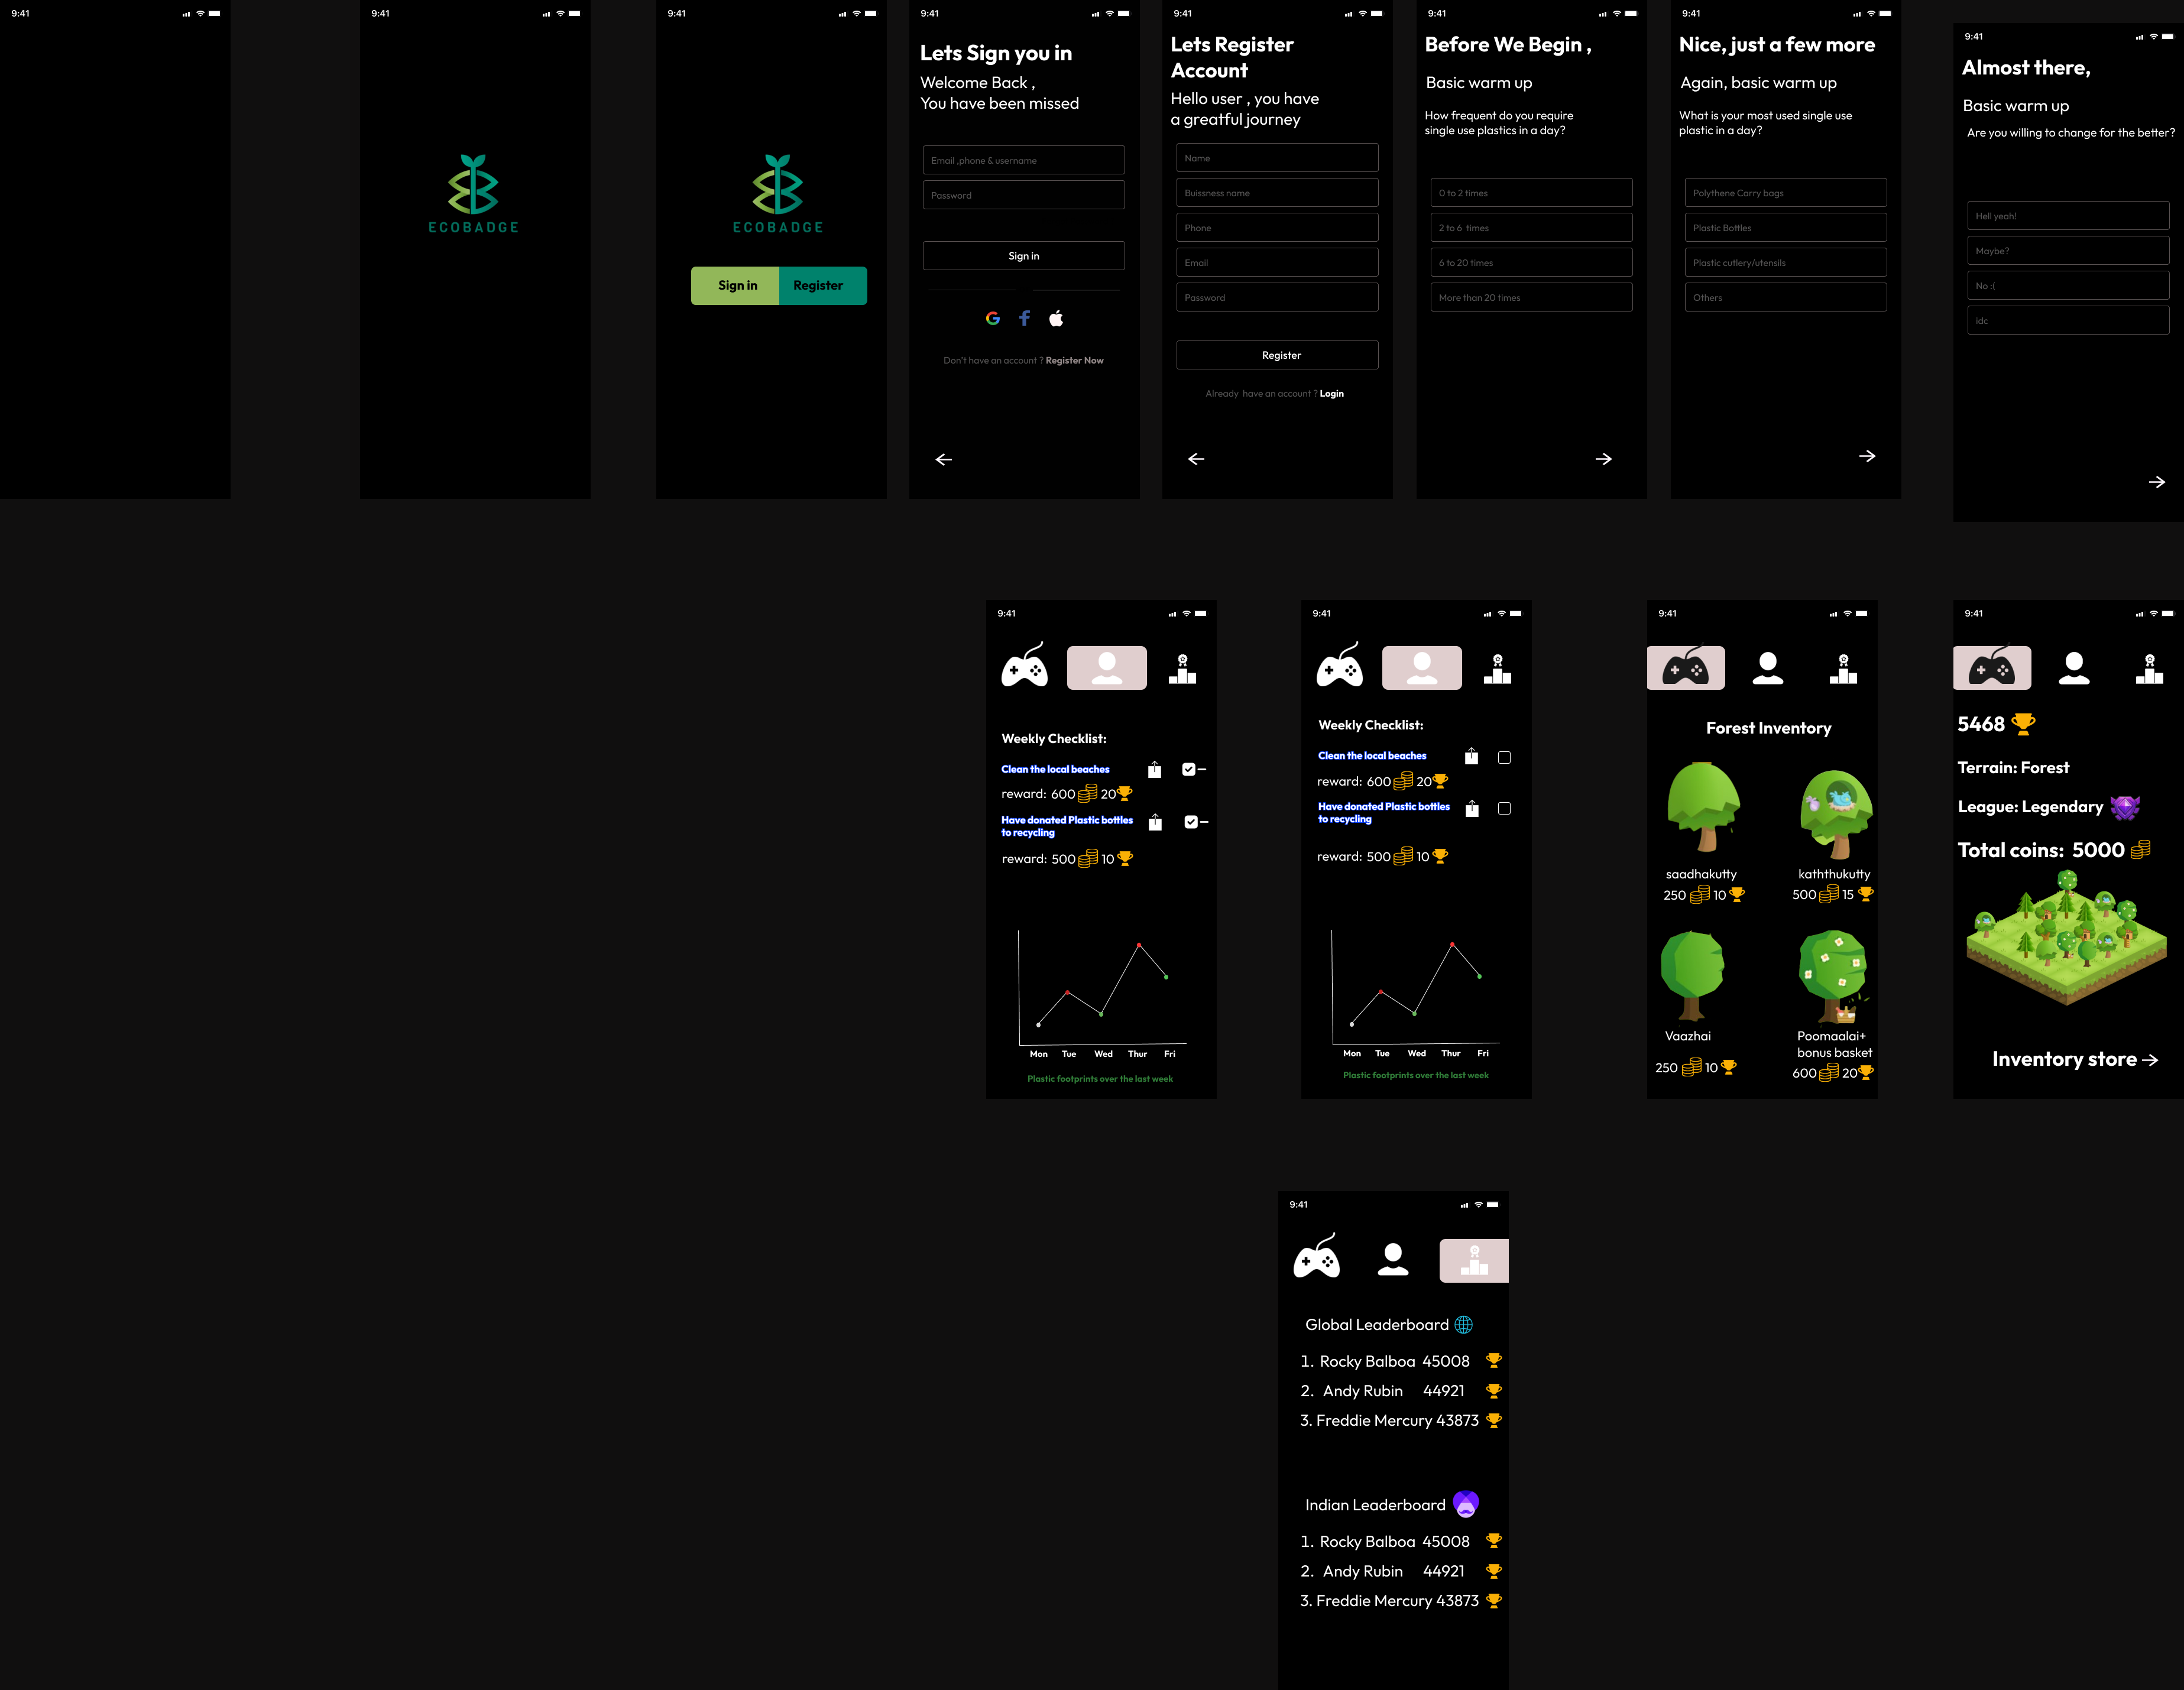 9:41
9:41
ECOBADGE
9:41
ECOBADGE
Sign in
Register
9:41
Lets Sign you in
Welcome Back ,
You have been missed
Email ,phone & username
Password
Sign in
Don't have an account ? Register Now
9:41
Lets Register
Account
Hello user , you have
a greatful journey
Name
Buissness name
Phone
Email
Password
Register
Already have an account ? Login
9:41
Before We Begin ,
Basic warm up
How frequent do you require
single use plastics in a day?
0 to 2 times
2 to 6 times
6 to 20 times
More than 20 times
9:41
Nice, just a few more
Again, basic warm up
What is your most used single use
plastic in a day?
Polythene Carry bags
Plastic Bottles
Plastic cutlery/utensils
Others
9:41
Almost there,
Basic warm up
Are you willing to change for the better?
Hell yeah!
Maybe?
No :(
idc
9:41
Weekly Checklist:
Clean the local beaches
reward: 600 20
Have donated Plastic bottles
to recycling
reward: 500 10
Mon Tue Wed Thur Fri
Plastic footprints over the last week
9:41
Weekly Checklist:
Clean the local beaches
reward: 600 20
Have donated Plastic bottles
to recycling
reward: 500 10
Mon Tue Wed Thur Fri
Plastic footprints over the last week
9:41
Forest Inventory
saadhakutty
250 10
kaththukutty
500 15
Vaazhai
250 10
Poomaalai+
bonus basket
600 20
9:41
5468
Terrain: Forest
League: Legendary
Total coins: 5000
Inventory store
9:41
Global Leaderboard
1. Rocky Balboa 45008
2. Andy Rubin 44921
3. Freddie Mercury 43873
Indian Leaderboard
1. Rocky Balboa 45008
2. Andy Rubin 44921
3. Freddie Mercury 43873